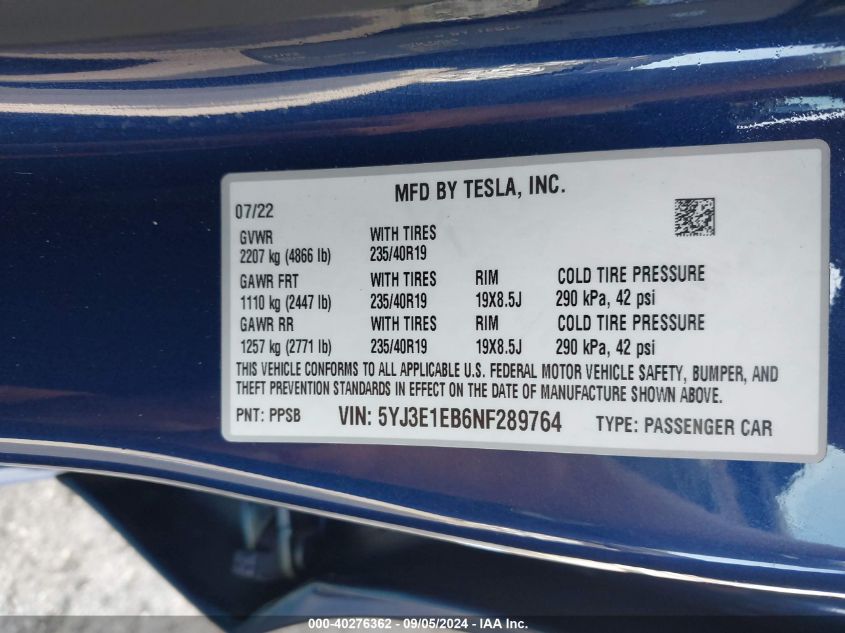 MFD BY TESLA, INC.
07/22
GVWR WITH TIRES
2207 kg (4866 lb) 235/40R19
GAWR FRT WITH TIRES RIM COLD TIRE PRESSURE
1110 kg (2447 lb) 235/40R19 19X8.5J 290 kPa, 42 psi
GAWR RR WITH TIRES RIM COLD TIRE PRESSURE
1257 kg (2771 lb) 235/40R19 19X8.5J 290 kPa, 42 psi
THIS VEHICLE CONFORMS TO ALL APPLICABLE U.S. FEDERAL MOTOR VEHICLE SAFETY, BUMPER, AND
THEFT PREVENTION STANDARDS IN EFFECT ON THE DATE OF MANUFACTURE SHOWN ABOVE.
PNT: PPSB VIN: 5YJ3E1EB6NF289764 TYPE: PASSENGER CAR
000-40276362 - 09/05/2024 - IAA, Inc.